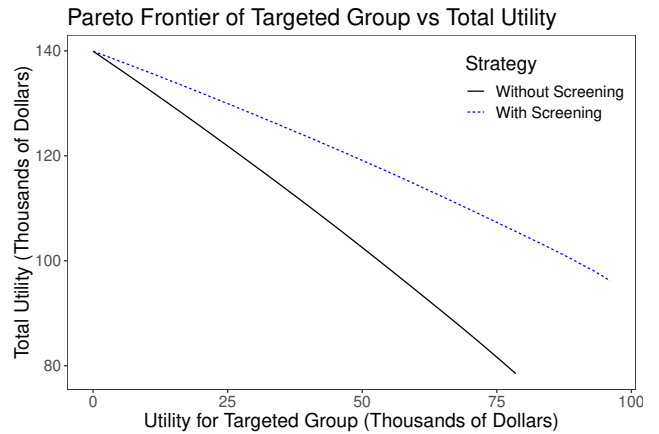 Pareto Frontier of Targeted Group vs Total Utility
140
120
100
80
Total Utility (Thousands of Dollars)
Strategy
Without Screening
With Screening
0 25 50 75 100
Utility for Targeted Group (Thousands of Dollars)